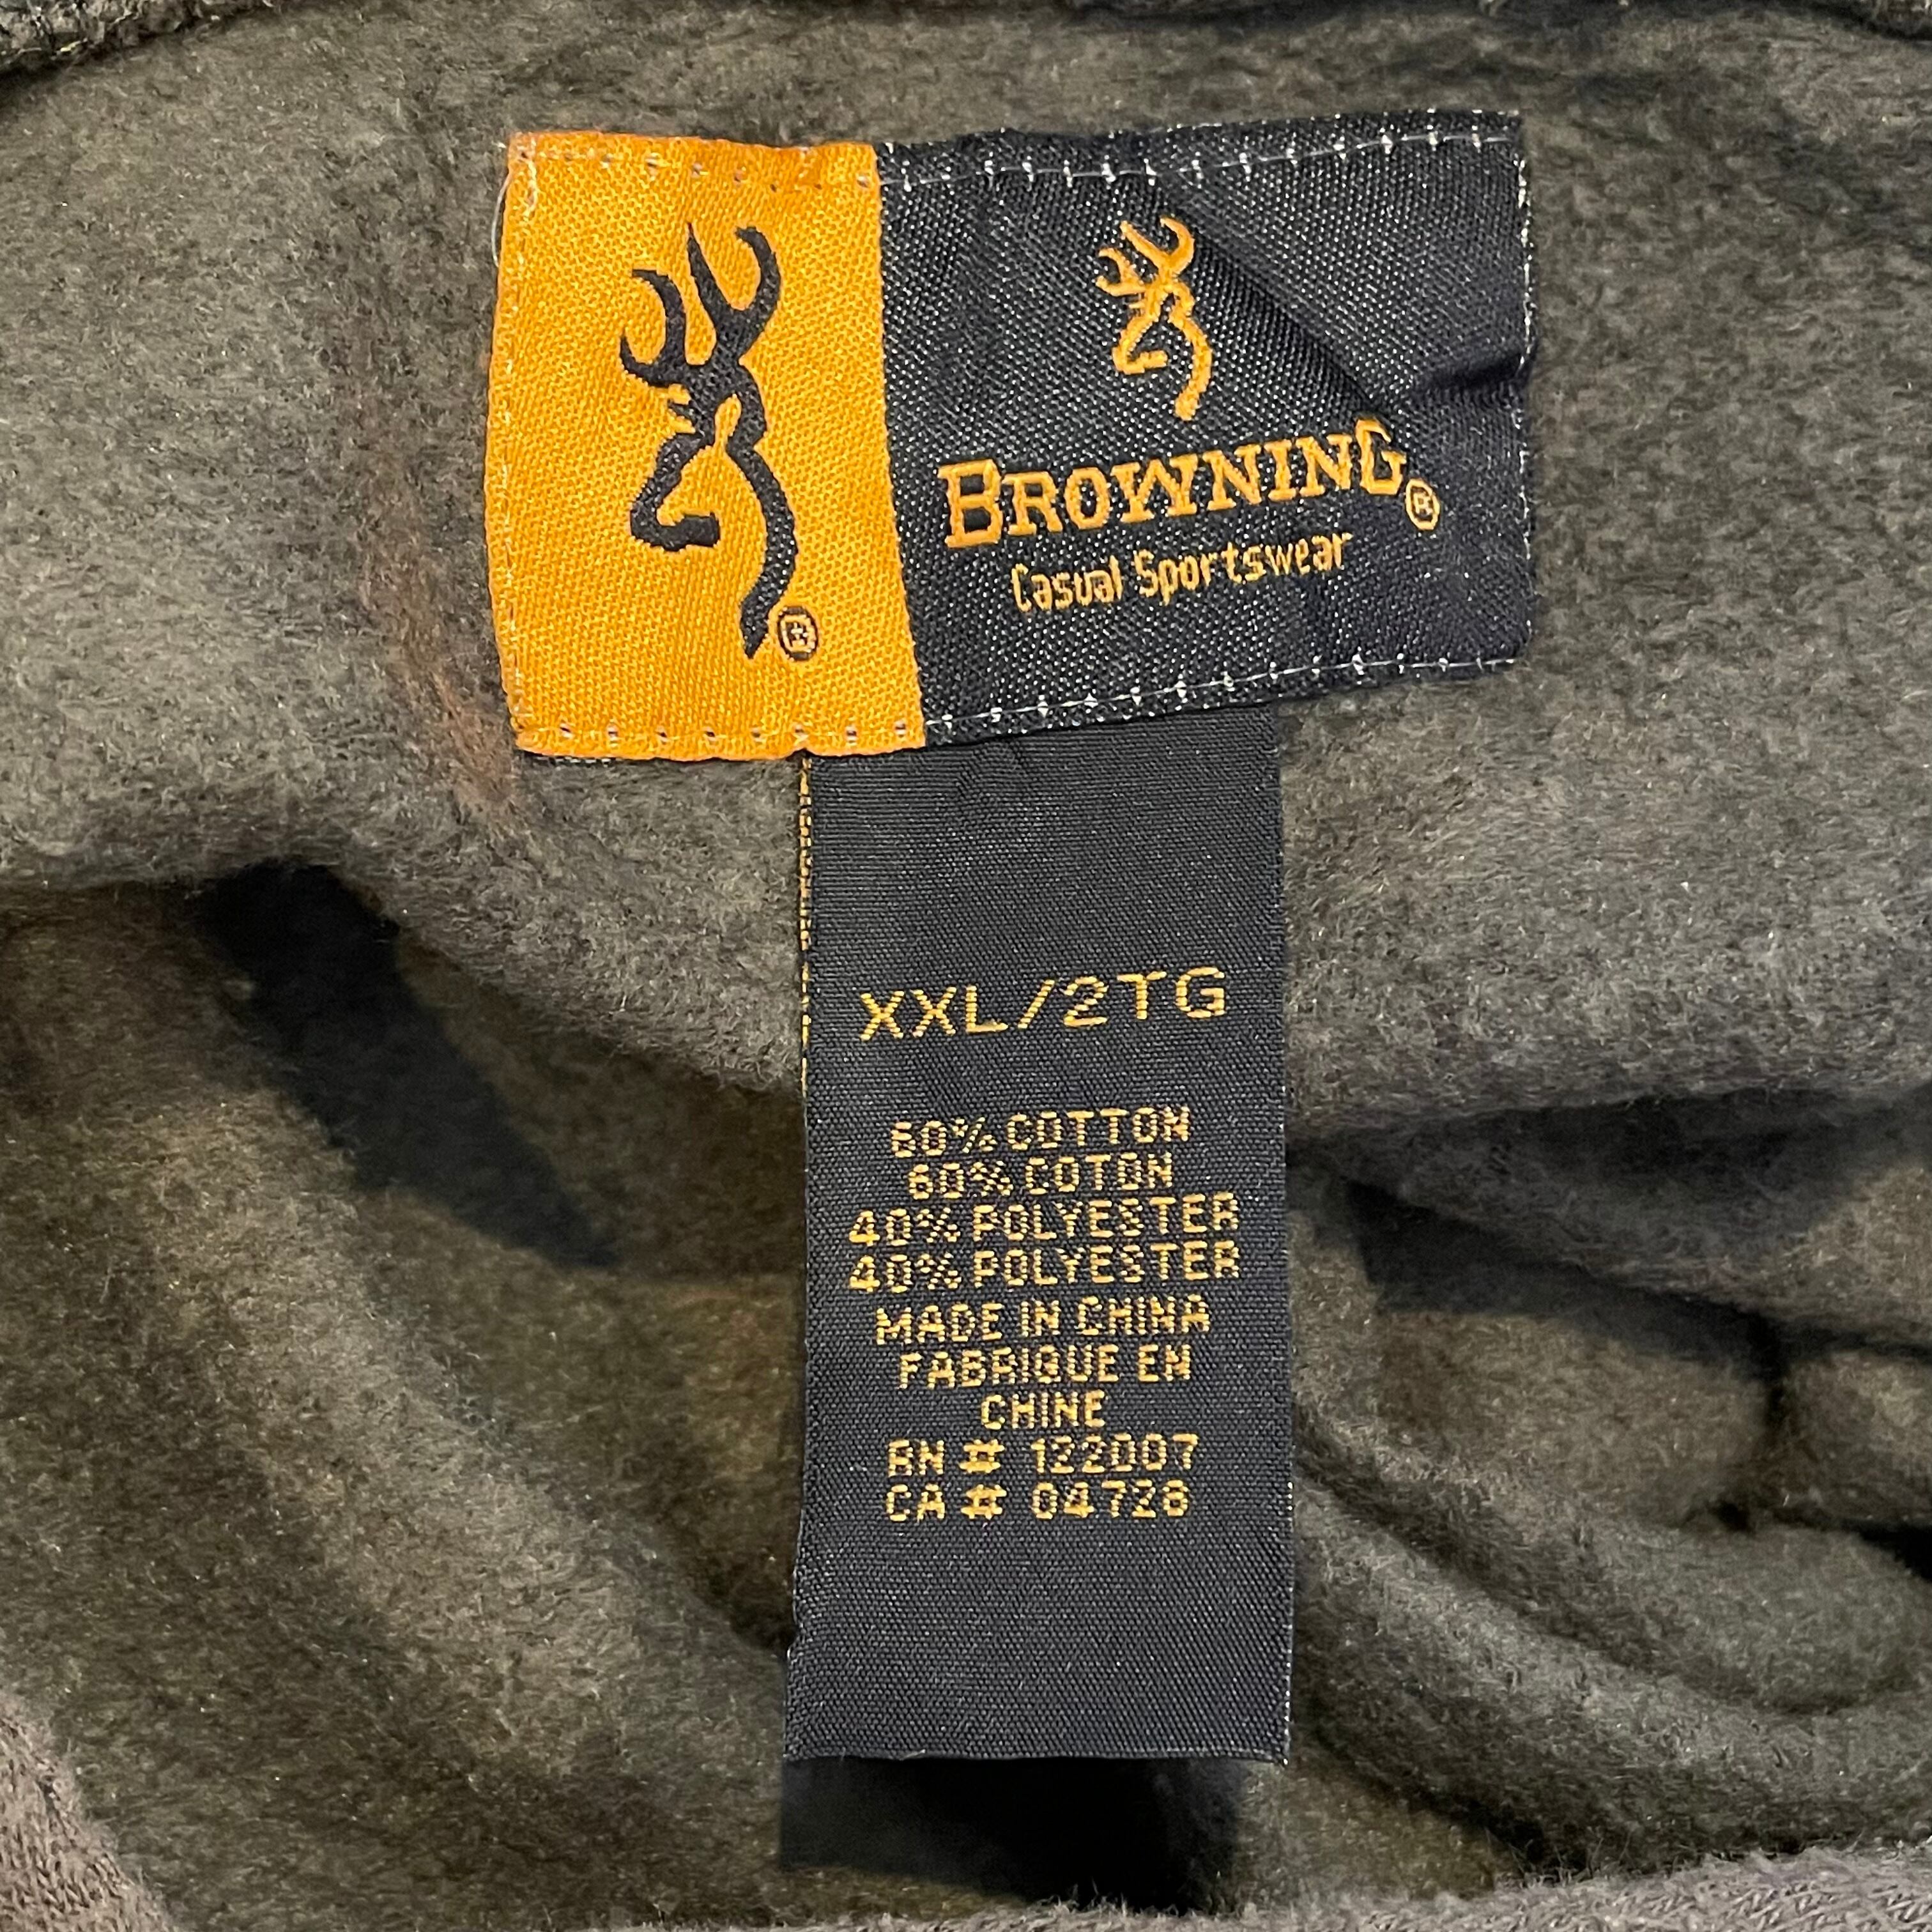 ®
BROWNING®
Casual Sportswear
XXL/2TG
60% COTTON
60% COTON
40% POLYESTER
40% POLYESTER
MADE IN CHINA
FABRIQUE EN
CHINE
RN # 122007
CA # 04728